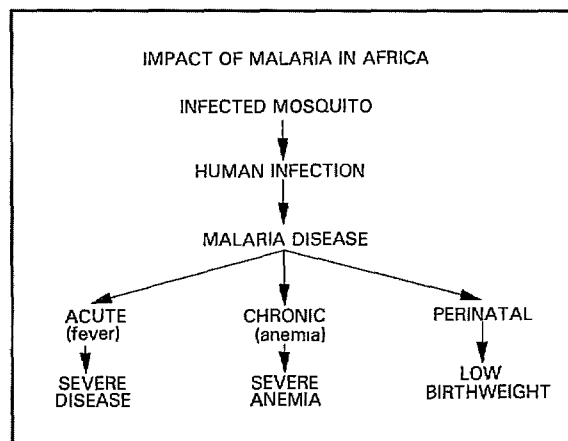 IMPACT OF MALARIA IN AFRICA
INFECTED MOSQUITO
HUMAN INFECTION
MALARIA DISEASE
ACUTE
(fever)
CHRONIC
(anemia)
PERINATAL
SEVERE
DISEASE
SEVERE
ANEMIA
LOW
BIRTHWEIGHT